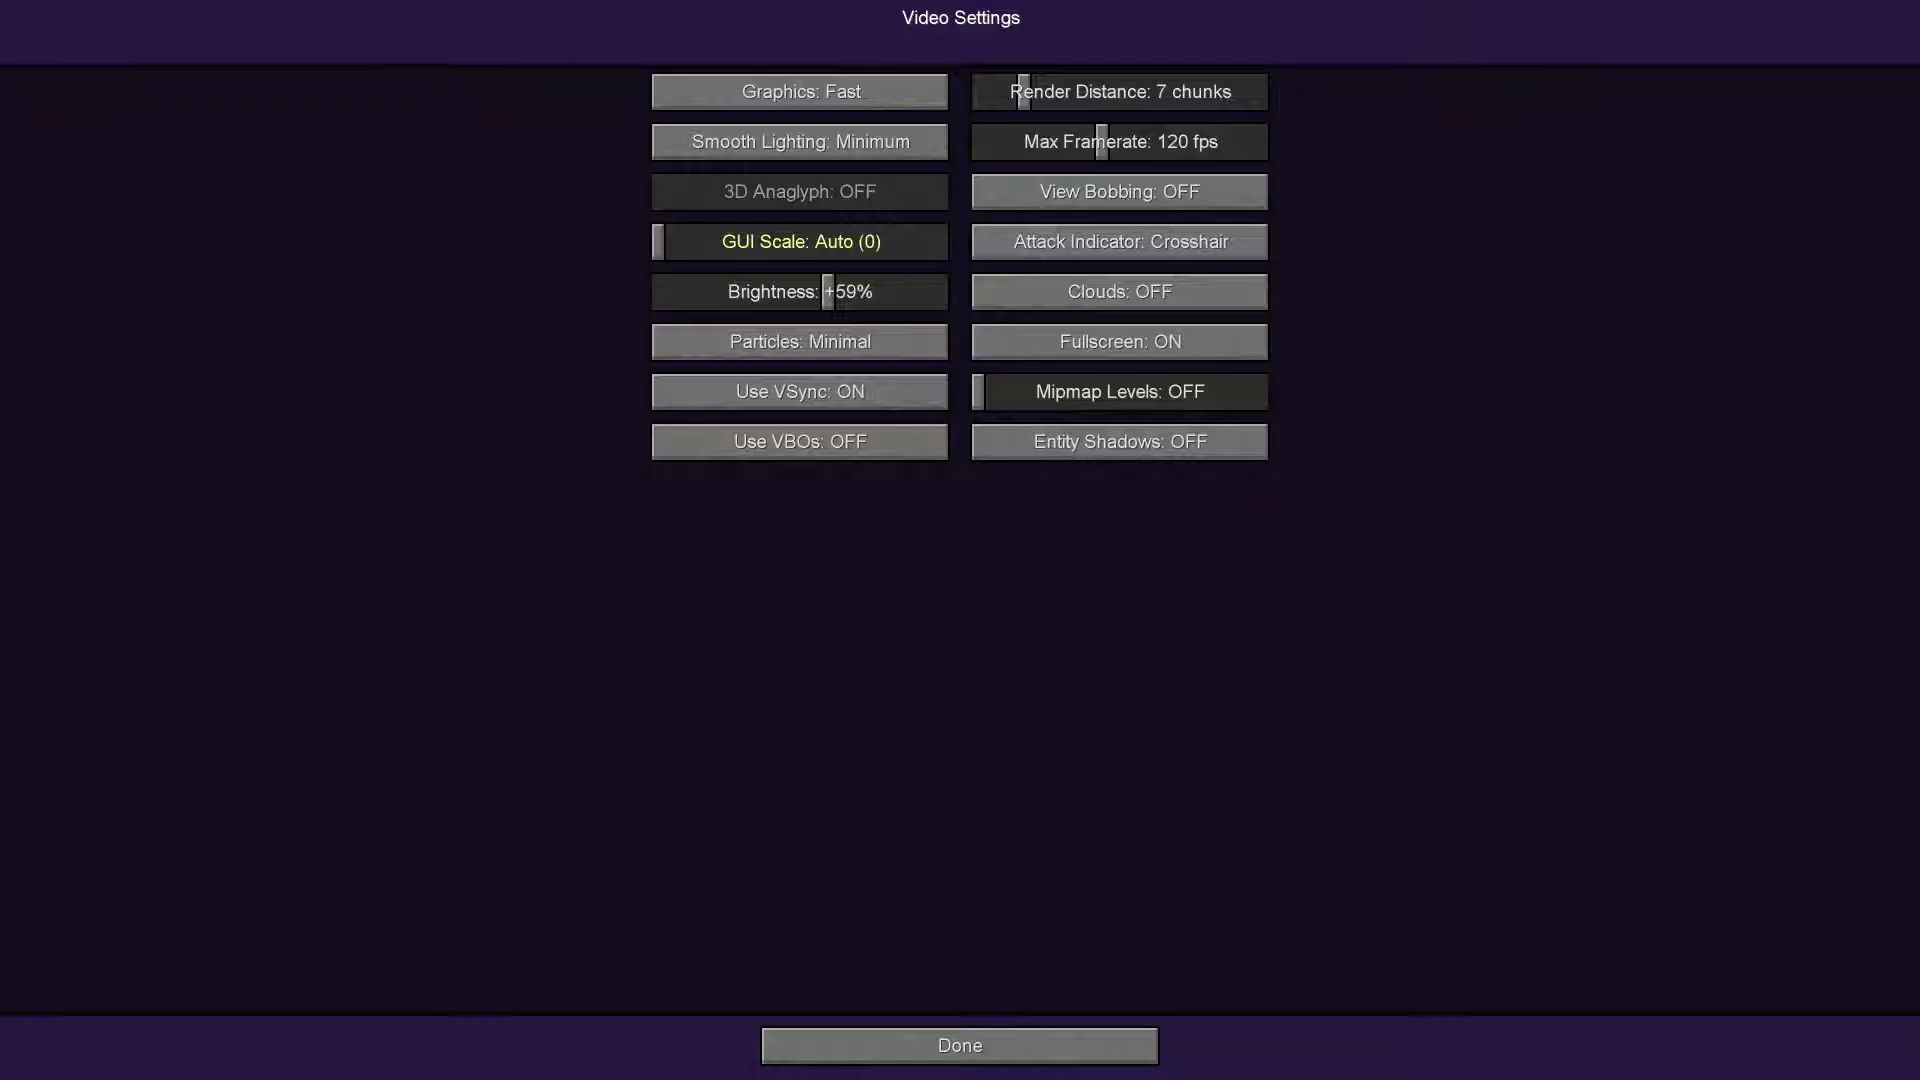 Video Settings
Graphics: Fast
Render Distance: 7 chunks
Smooth Lighting: Minimum
Max Framerate: 120 fps
3D Anaglyph: OFF
View Bobbing: OFF
GUI Scale: Auto (0)
Attack Indicator: Crosshair
Brightness: +59%
Clouds: OFF
Particles: Minimal
Fullscreen: ON
Use VSync: ON
Mipmap Levels: OFF
Use VBOs: OFF
Entity Shadows: OFF
Done